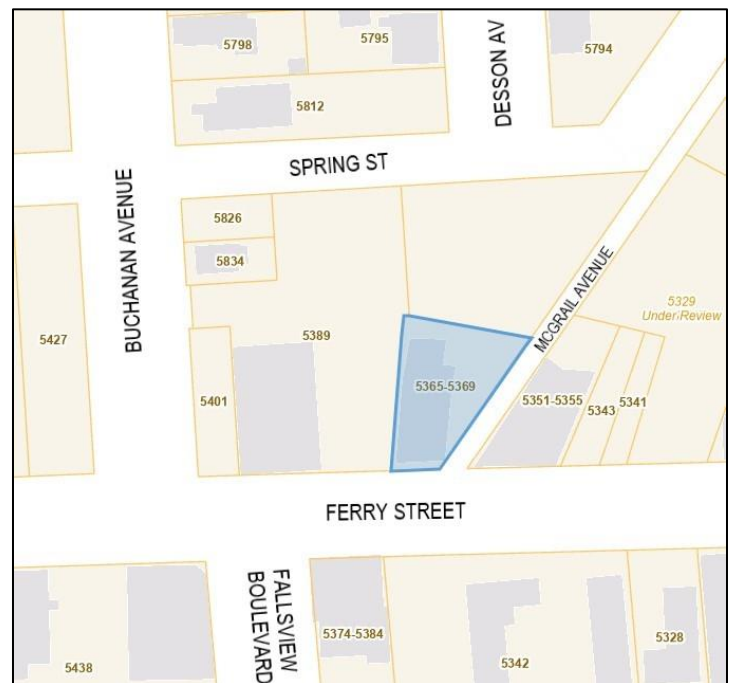 5798
5795
5794
DESSON AV
5812
SPRING ST
BUCHANAN AVENUE
5826
5834
5427
5401
5389
5365-5369
MCGRAIL AVENUE
5329
Under Review
5351-5355
5343
5341
FERRY STREET
FALLSVIEW
BOULEVARD
5438
5374-5384
5342
5328